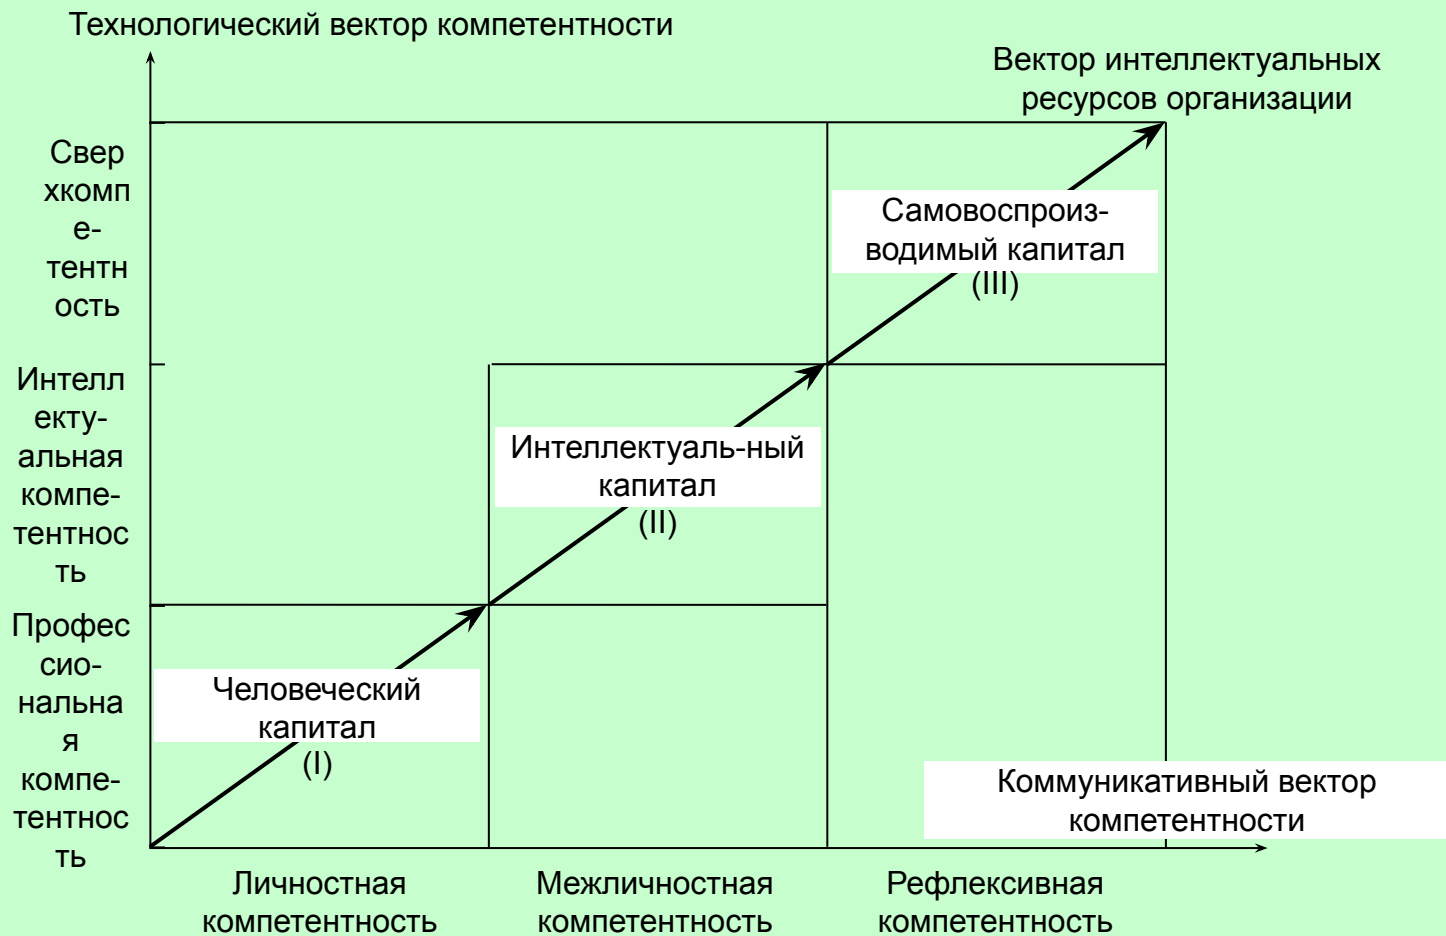 Технологический вектор компетентности
Вектор интеллектуальных
ресурсов организации
Свер
хкомп
е-
тентн
ость
Самовоспроиз-
водимый капитал
(III)
Интелл
екту-
альная
компе-
тентнос
ть
Интеллектуаль-ный
капитал
(II)
Профес
сио-
нальна
я
компе-
тентнос
ть
Человеческий
капитал
(I)
Коммуникативный вектор
компетентности
Личностная
компетентность
Межличностная
компетентность
Рефлексивная
компетентность